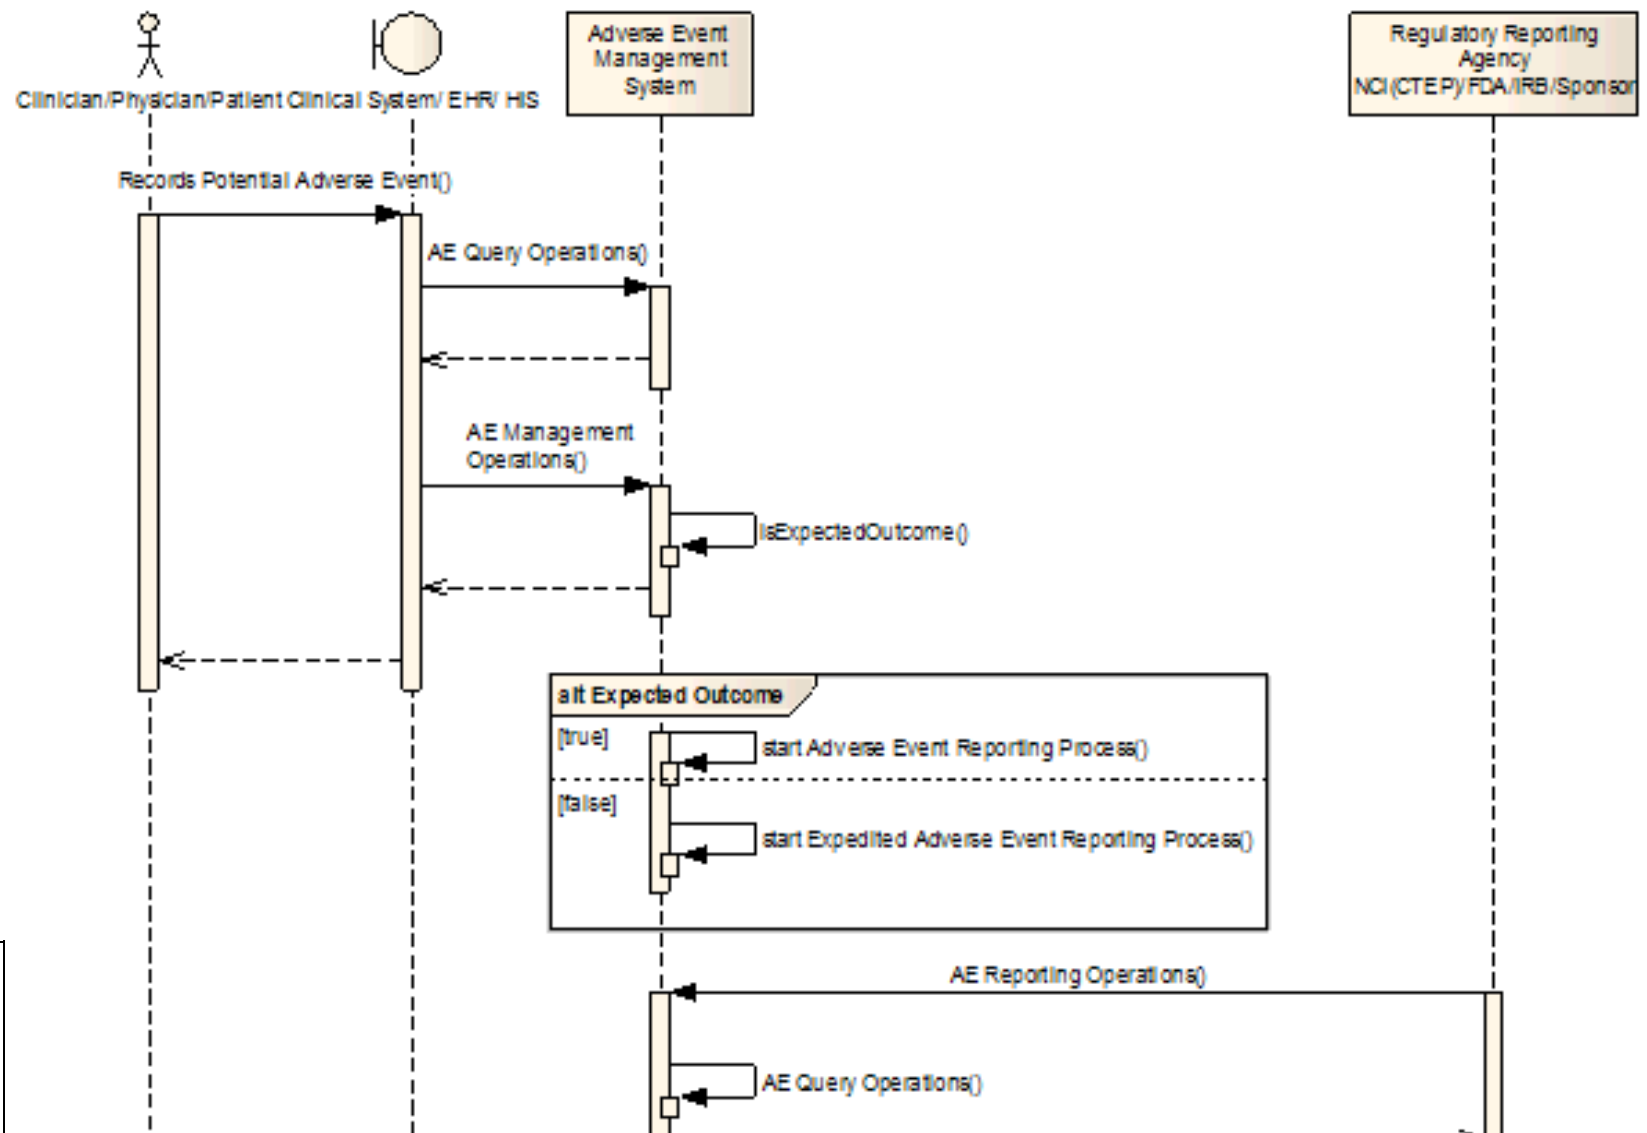 Adverse Event
Management
System
Regulatory Reporting
Agency
NCI(CTEP)/FDA/IRB/Sponsor
Clinician/Physician/Patient
Clinical System/ EHR/ HIS
Records Potential Adverse Event()
AE Query Operations()
AE Management
Operations()
isExpectedOutcome()
alt Expected Outcome
[true]
start Adverse Event Reporting Process()
[false]
start Expedited Adverse Event Reporting Process()
AE Reporting Operations()
AE Query Operations()